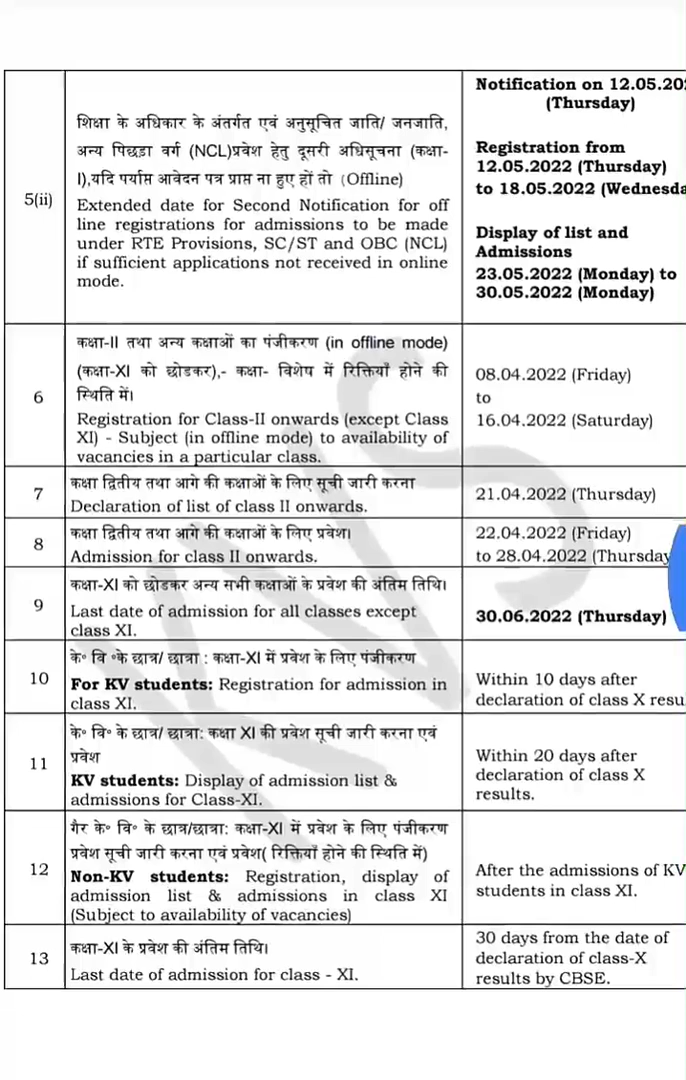 5(ii)
शिक्षा के अधिकार के अंतर्गत एवं अनुसूचित जाति/ जनजाति,
अन्य पिछड़ा वर्ग (NCL)प्रवेश हेतु दूसरी अधिसूचना (कक्षा-
I),यदि पर्याप्त आवेदन पत्र प्राप्त ना हुए हों तो (Offline)
Extended date for Second Notification for off
line registrations for admissions to be made
under RTE Provisions, SC/ST and OBC (NCL)
if sufficient applications not received in online
mode.
Notification on 12.05.20
(Thursday)
Registration from
12.05.2022 (Thursday)
to 18.05.2022 (Wednesda
Display of list and
Admissions
23.05.2022 (Monday) to
30.05.2022 (Monday)
6
कक्षा-II तथा अन्य कक्षाओं का पंजीकरण (in offline mode)
(कक्षा-XI को छोडकर),- कक्षा- विशेष में रिक्तियाँ होने की
स्थिति में।
Registration for Class-II onwards (except Class
XI) - Subject (in offline mode) to availability of
vacancies in a particular class.
08.04.2022 (Friday)
to
16.04.2022 (Saturday)
7
कक्षा द्वितीय तथा आगे की कक्षाओं के लिए सूची जारी करना
Declaration of list of class II onwards.
21.04.2022 (Thursday)
8
कक्षा द्वितीय तथा आगे की कक्षाओं के लिए प्रवेश।
Admission for class II onwards.
22.04.2022 (Friday)
to 28.04.2022 (Thursday
9
कक्षा-XI को छोडकर अन्य सभी कक्षाओं के प्रवेश की अंतिम तिथि।
Last date of admission for all classes except
class XI.
30.06.2022 (Thursday)
10
के० वि ०के छात्र/ छात्रा : कक्षा-XI में प्रवेश के लिए पंजीकरण
For KV students: Registration for admission in
class XI.
Within 10 days after
declaration of class X resu
11
के० वि० के छात्र/ छात्रा: कक्षा XI की प्रवेश सूची जारी करना एवं
प्रवेश
KV students: Display of admission list &
admissions for Class-XI.
Within 20 days after
declaration of class X
results.
12
गैर के० वि० के छात्र/छात्रा: कक्षा-XI में प्रवेश के लिए पंजीकरण
प्रवेश सूची जारी करना एवं प्रवेश( रिक्तियाँ होने की स्थिति में)
Non-KV students: Registration, display of
admission list & admissions in class XI
(Subject to availability of vacancies)
After the admissions of KV
students in class XI.
13
कक्षा-XI के प्रवेश की अंतिम तिथि।
Last date of admission for class - XI.
30 days from the date of
declaration of class-X
results by CBSE.
KVS